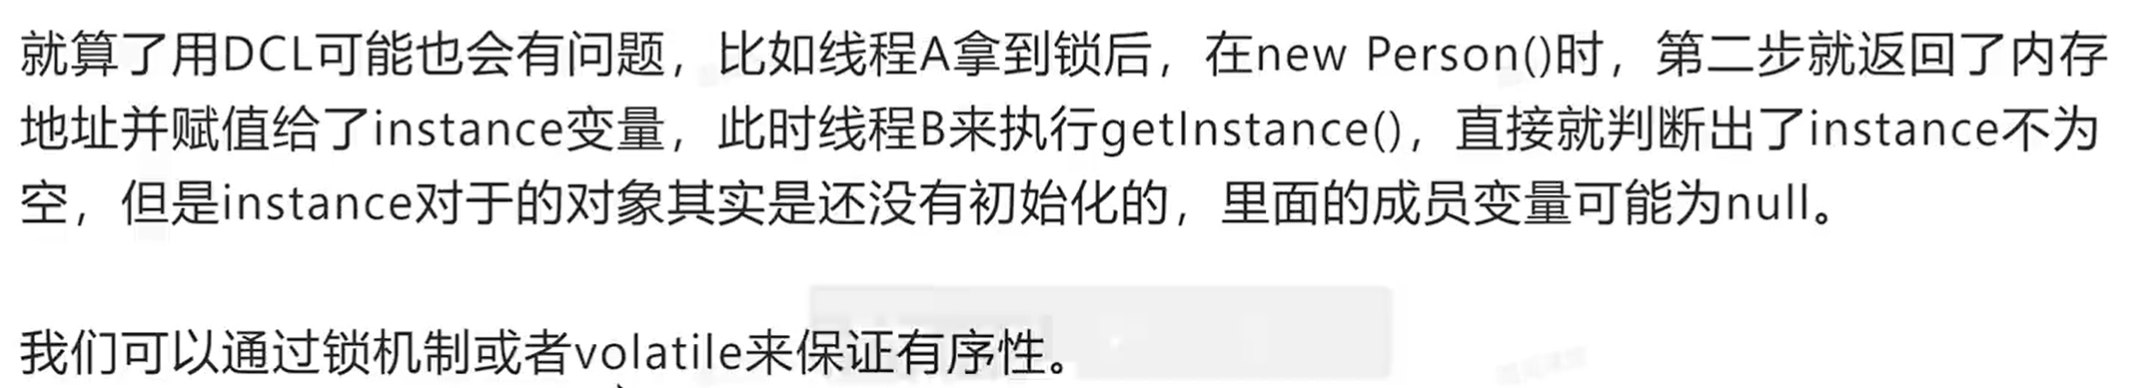 就算了用DCL可能也会有问题，比如线程A拿到锁后，在new Person()时，第二步就返回了内存
地址并赋值给了instance变量，此时线程B来执行getInstance()，直接就判断出了instance不为
空，但是instance对于的对象其实是还没有初始化的，里面的成员变量可能为null。
我们可以通过锁机制或者volatile来保证有序性。